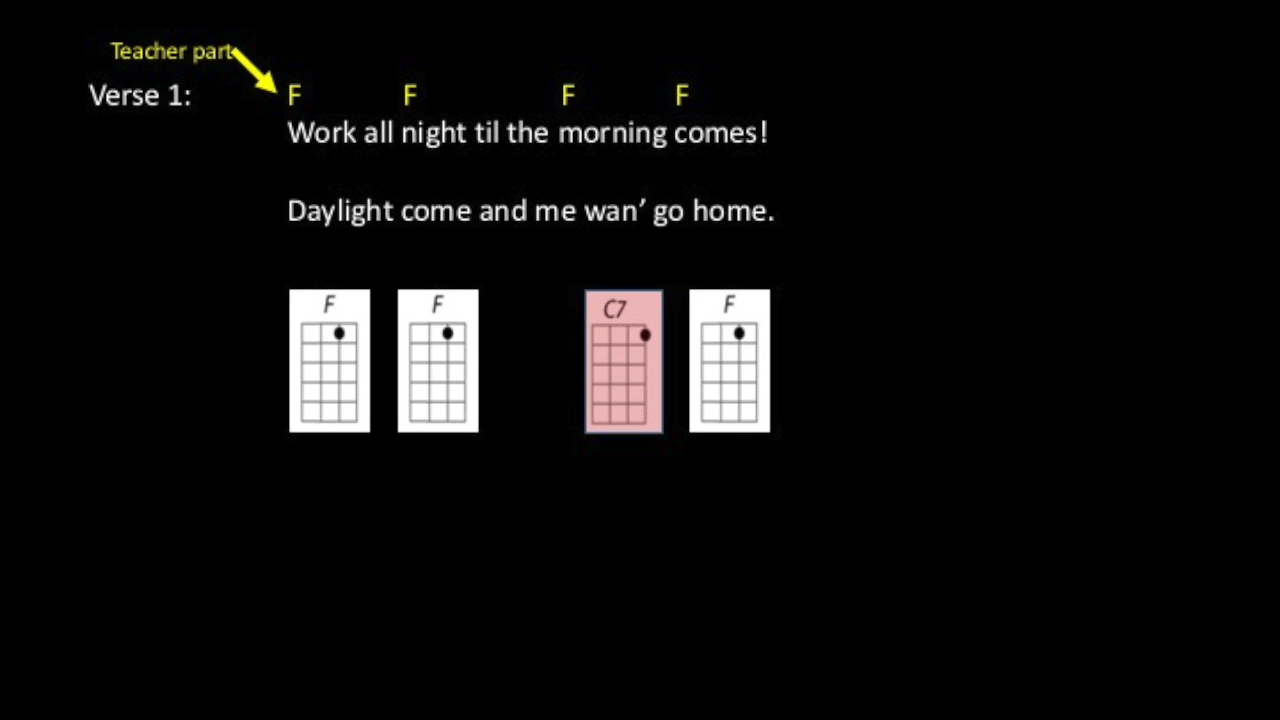 Teacher part
Verse 1: F F F F
Work all night til the morning comes!
Daylight come and me wan’ go home.
F F C7 F